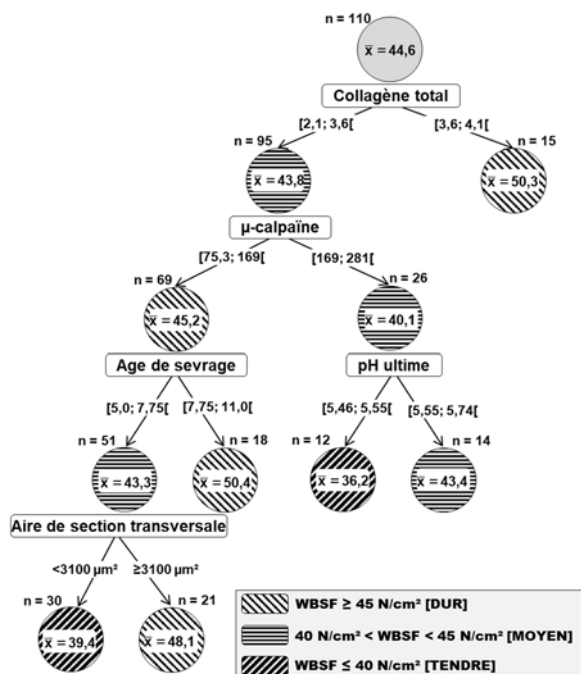 n = 110
x̅ = 44,6
Collagène total
[2,1; 3,6[
[3,6; 4,1[
n = 95
n = 15
x̅ = 43,8
x̅ = 50,3
µ-calpaïne
[75,3; 169[
[169; 281[
n = 69
n = 26
x̅ = 45,2
x̅ = 40,1
Age de sevrage
pH ultime
[5,0; 7,75[
[7,75; 11,0[
[5,46; 5,55[
[5,55; 5,74[
n = 51
n = 18
n = 12
n = 14
x̅ = 43,3
x̅ = 50,4
x̅ = 36,2
x̅ = 43,4
Aire de section transversale
<3100 µm²
≥3100 µm²
n = 30
n = 21
x̅ = 39,4
x̅ = 48,1
WBSF ≥ 45 N/cm² [DUR]
40 N/cm² < WBSF < 45 N/cm² [MOYEN]
WBSF ≤ 40 N/cm² [TENDRE]